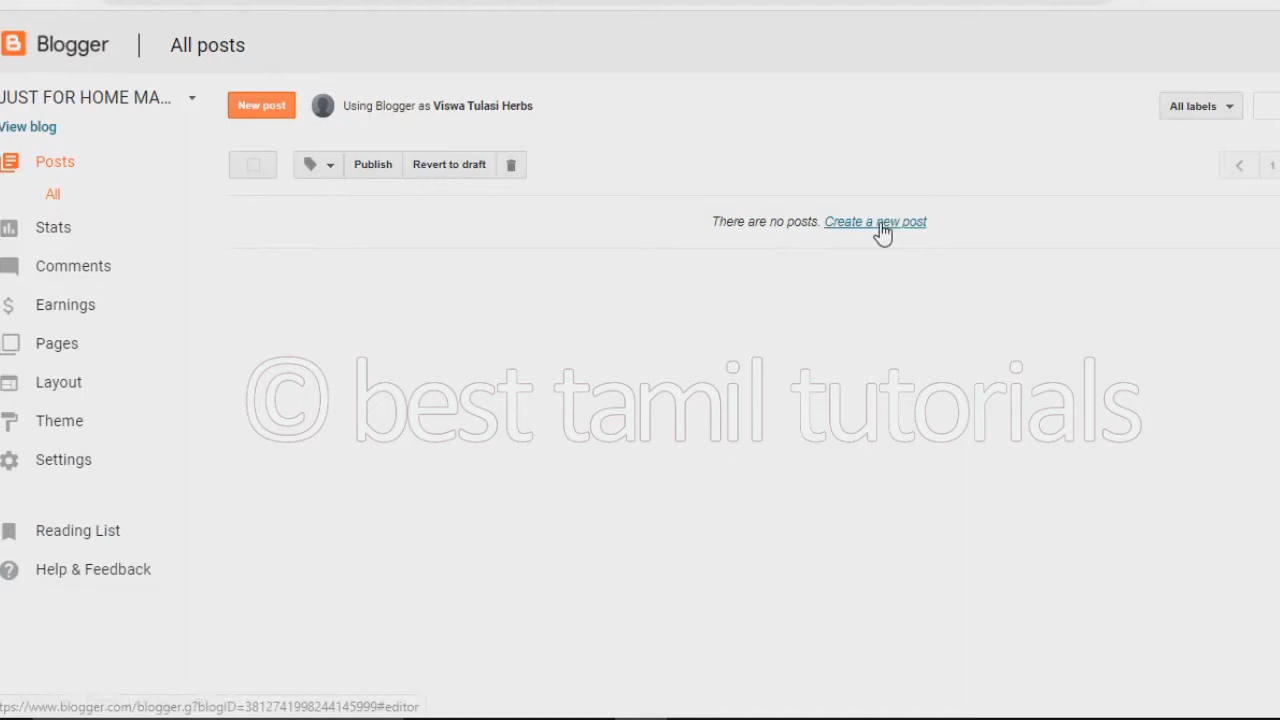 Blogger | All posts
JUST FOR HOME MA...
View blog
New post
Using Blogger as Viswa Tulasi Herbs
All labels
Posts
Publish
Revert to draft
1
All
There are no posts. Create a new post
Stats
Comments
Earnings
Pages
Layout
© best tamil tutorials
Theme
Settings
Reading List
Help & Feedback
tps://www.blogger.com/blogger.g?blogID=3812741998244145999#editor